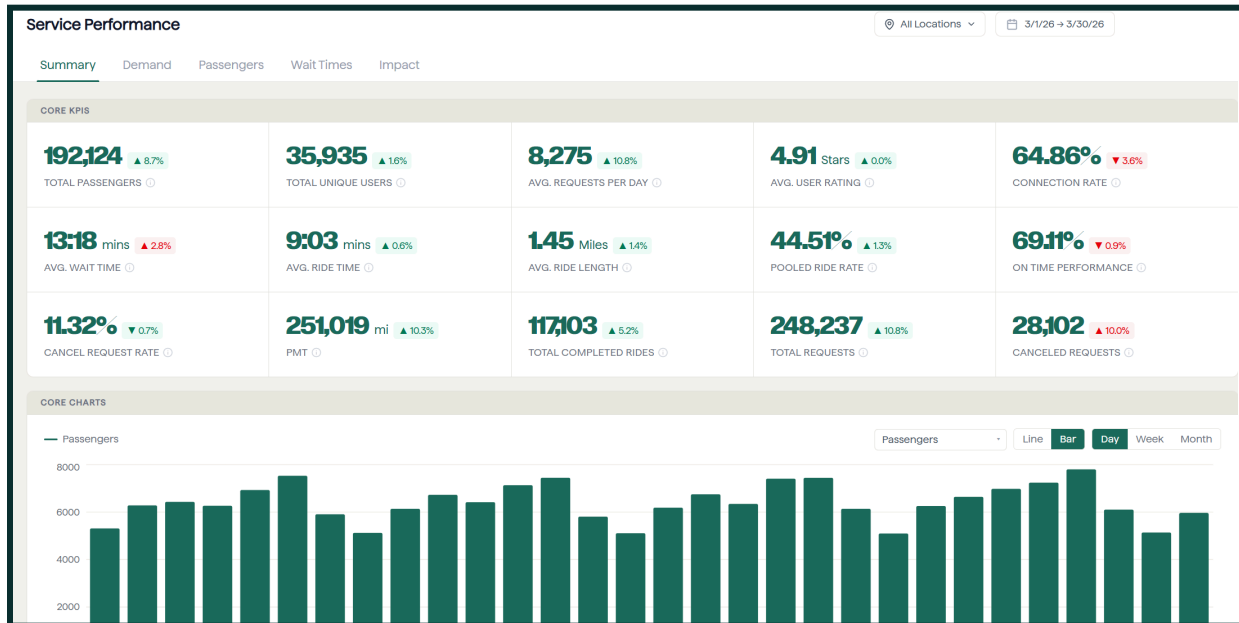 Service Performance
All Locations
3/1/26 → 3/30/26
Summary Demand Passengers Wait Times Impact
CORE KPIS
192,124 ▲ 8.7%
TOTAL PASSENGERS
35,935 ▲ 1.6%
TOTAL UNIQUE USERS
8,275 ▲ 10.8%
AVG. REQUESTS PER DAY
4.91 Stars ▲ 0.0%
AVG. USER RATING
64.86% ▼ 3.6%
CONNECTION RATE
13:18 mins ▲ 2.8%
AVG. WAIT TIME
9:03 mins ▲ 0.6%
AVG. RIDE TIME
1.45 Miles ▲ 1.4%
AVG. RIDE LENGTH
44.51% ▲ 1.3%
POOLED RIDE RATE
69.11% ▼ 0.9%
ON TIME PERFORMANCE
11.32% ▼ 0.7%
CANCEL REQUEST RATE
251,019 mi ▲ 10.3%
PMT
117,103 ▲ 5.2%
TOTAL COMPLETED RIDES
248,237 ▲ 10.8%
TOTAL REQUESTS
28,102 ▲ 10.0%
CANCELED REQUESTS
CORE CHARTS
Passengers
Passengers
Line Bar
Day Week Month
8000
6000
4000
2000